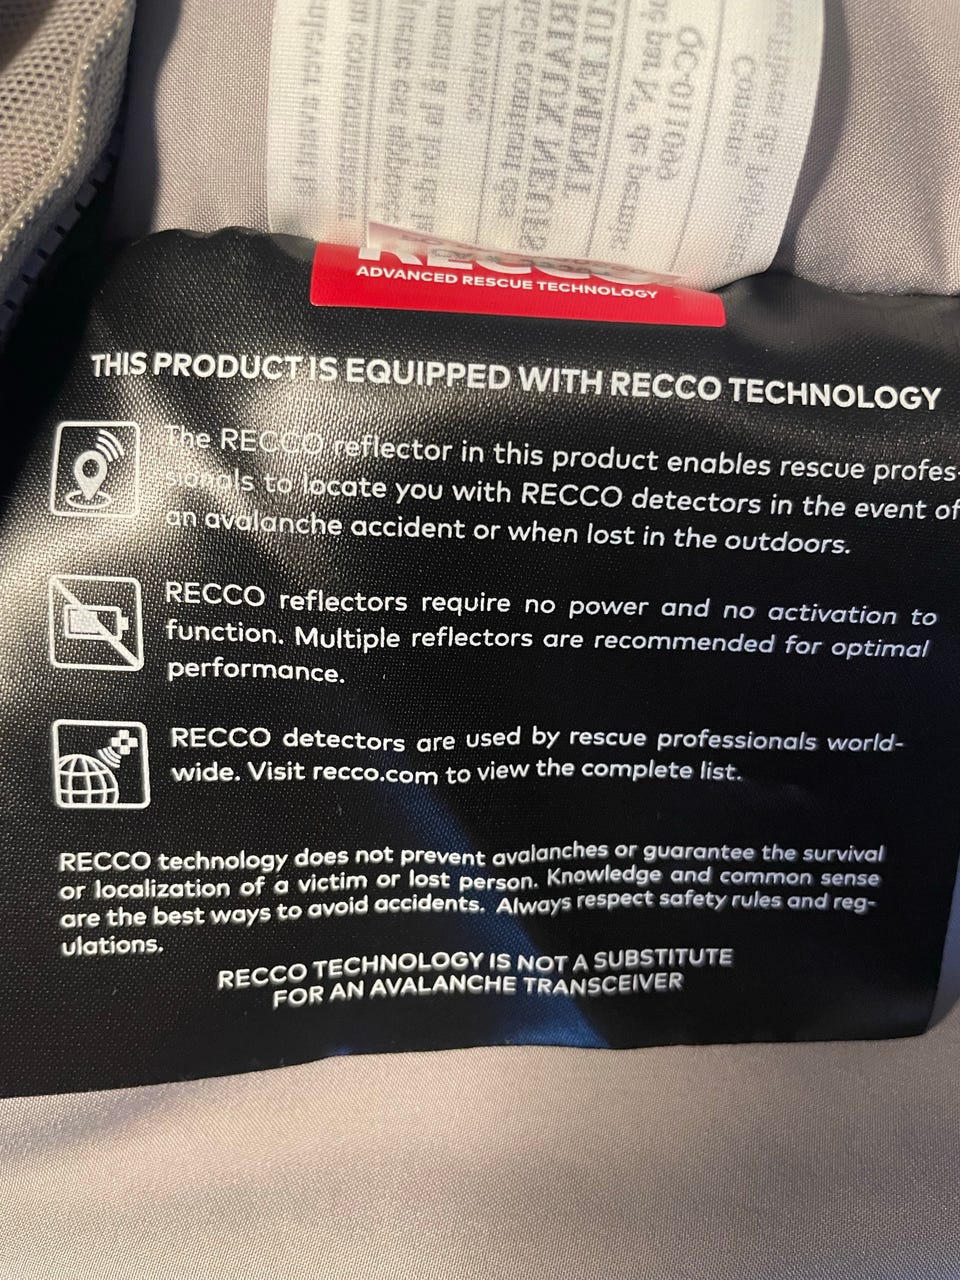 RECCO
ADVANCED RESCUE TECHNOLOGY
THIS PRODUCT IS EQUIPPED WITH RECCO TECHNOLOGY
The RECCO reflector in this product enables rescue profes-
sionals to locate you with RECCO detectors in the event of
an avalanche accident or when lost in the outdoors.
RECCO reflectors require no power and no activation to
function. Multiple reflectors are recommended for optimal
performance.
RECCO detectors are used by rescue professionals world-
wide. Visit recco.com to view the complete list.
RECCO technology does not prevent avalanches or guarantee the survival
or localization of a victim or lost person. Knowledge and common sense
are the best ways to avoid accidents. Always respect safety rules and reg-
ulations.
RECCO TECHNOLOGY IS NOT A SUBSTITUTE
FOR AN AVALANCHE TRANSCEIVER